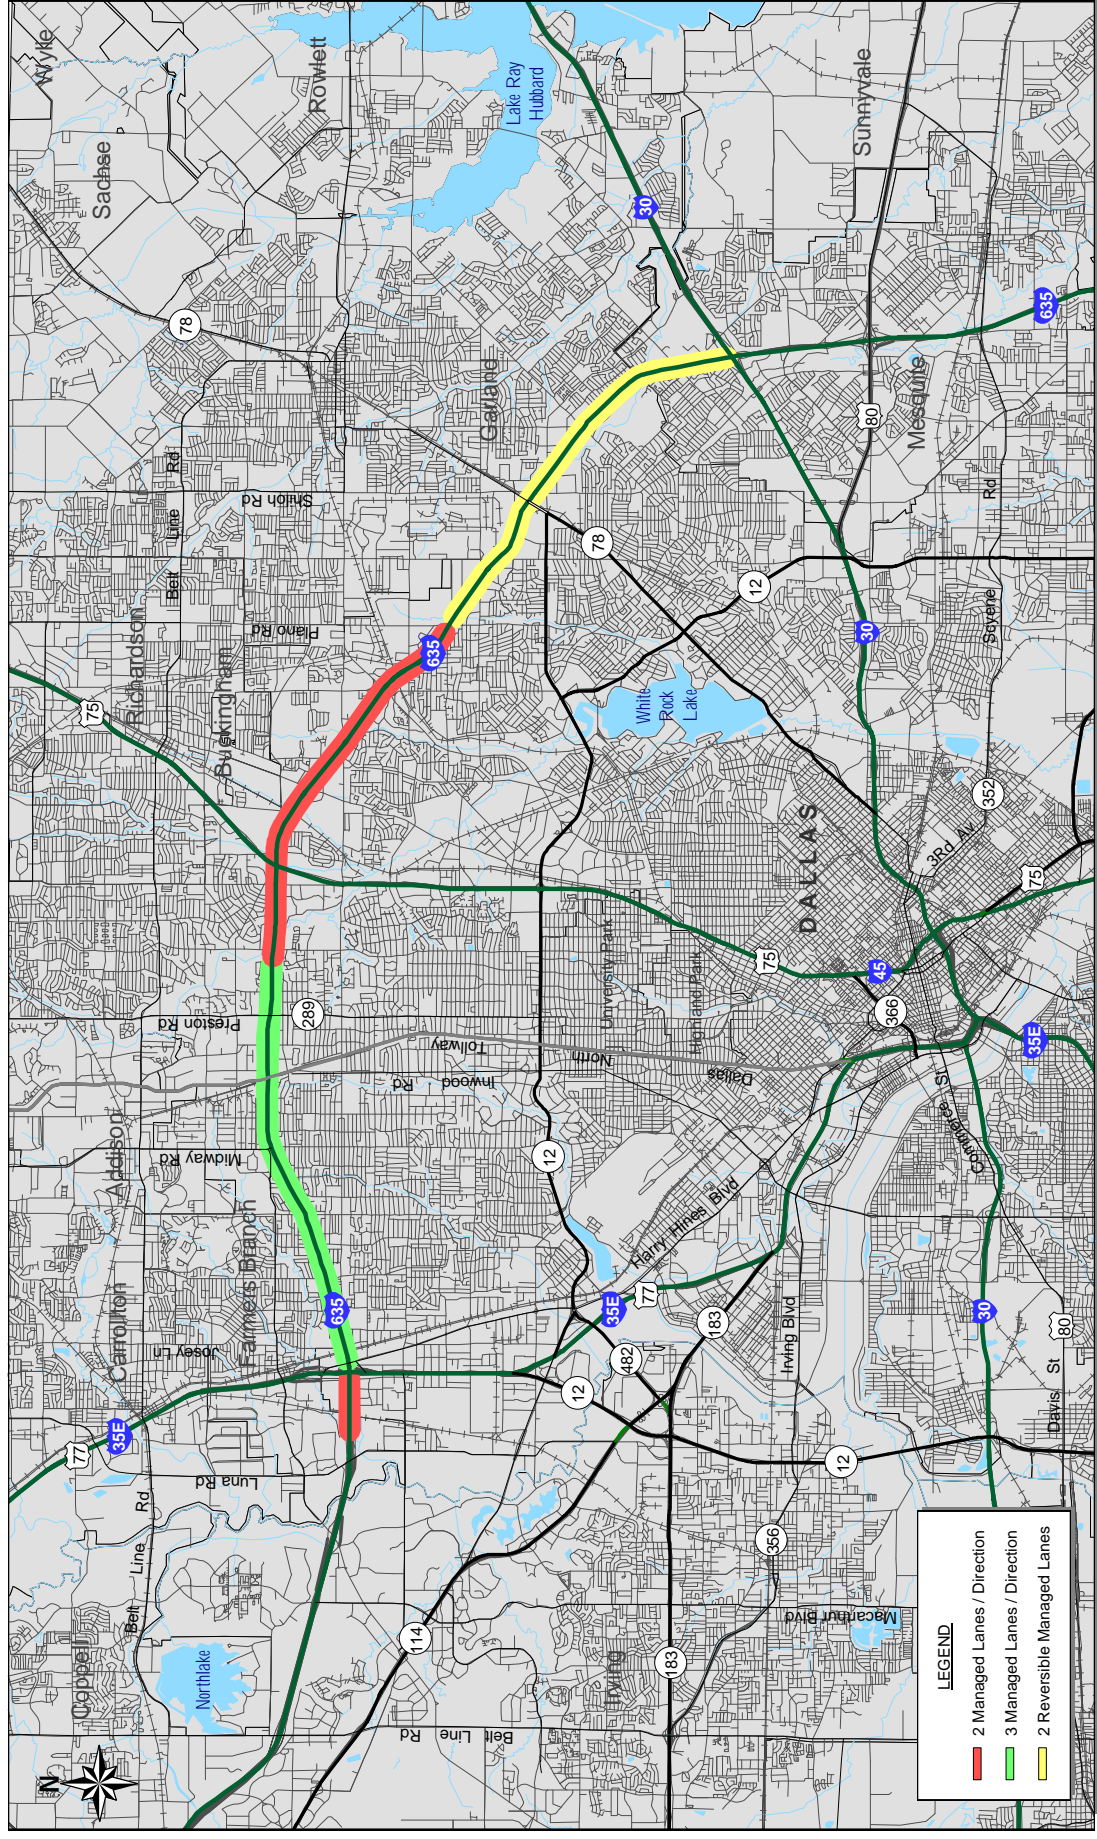 N
Wylie
Coppell
77
35E
Carrollton
Addison
75
Richardson
Sachse
Belt
Line
Rd
Farmers Branch
Josey Ln
Luna Rd
Midway Rd
Preston Rd
Buckingham
Belt
Line
Rd
78
Northlake
Plano Rd
Shiloh Rd
289
Rowlett
635
114
Belt Line Rd
Inwood Rd
Tollway
635
Garland
Lake Ray
Hubbard
12
12
North
University Park
78
Irving
35E
482
77
White
Rock
Lake
30
183
183
Harry Hines Blvd
Highland Park
Dallas
75
12
356
Irving Blvd
DALLAS
12
Macarthur Blvd
45
366
30
80
Sunnyvale
Mesquite
Commerce St
3Rd Av
30
352
Scyene
Rd
35E
75
635
Davis St
80
LEGEND
2 Managed Lanes / Direction
3 Managed Lanes / Direction
2 Reversible Managed Lanes